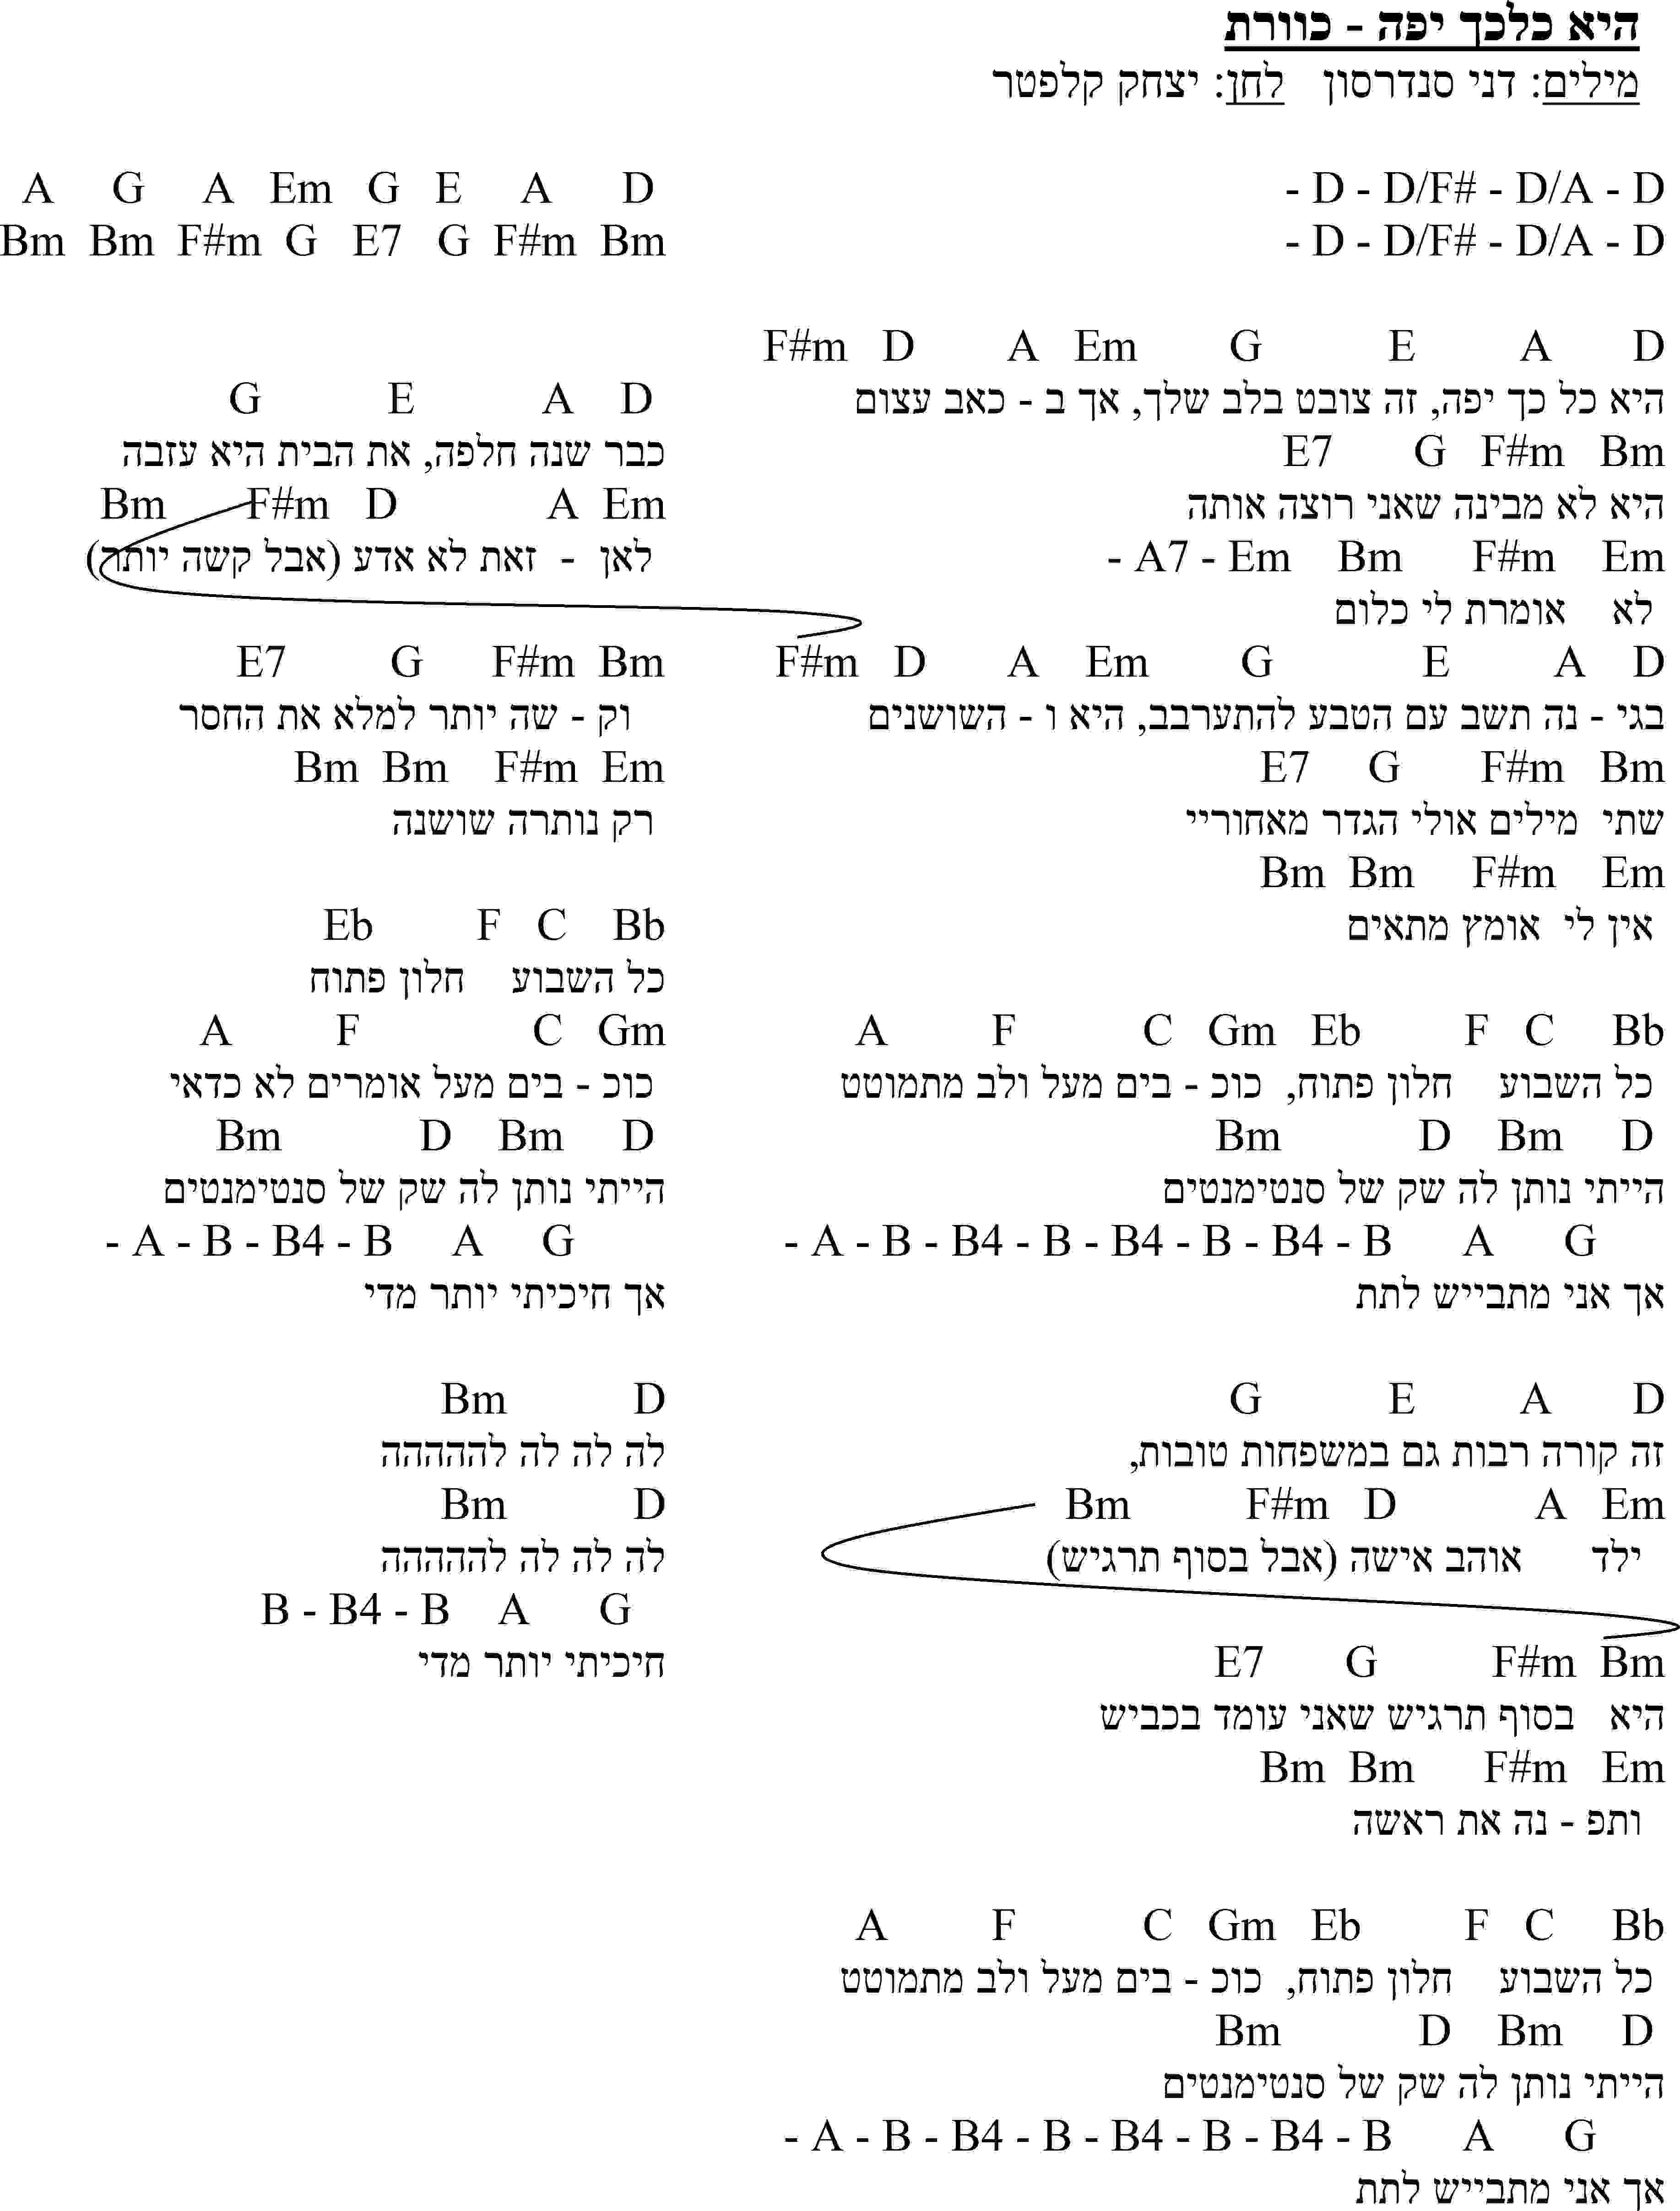 היא כלכך יפה - כוורת
מילים: דני סנדרסון לחן: יצחק קלפטר
- D - D/F# - D/A - D
- D - D/F# - D/A - D
F#m D A Em G E A D
היא כל כך יפה, זה צובט בלב שלך, אך ב - כאב עצום
E7 G F#m Bm
היא לא מבינה שאני רוצה אותה
- A7 - Em Bm F#m Em
לא אומרת לי כלום
F#m D A Em G E A D
בגי - נה תשב עם הטבע להתערבב, היא ו - השושנים
E7 G F#m Bm
שתי מילים אולי הגדר מאחוריי
Bm Bm F#m Em
אין לי אומץ מתאים
A F C Gm Eb F C Bb
כל השבוע חלון פתוח, כוכ - בים מעל ולב מתמוטט
Bm D Bm D
הייתי נותן לה שק של סנטימנטים
- A - B - B4 - B - B4 - B - B4 - B A G
אך אני מתבייש לתת
G E A D
זה קורה רבות גם במשפחות טובות,
Bm F#m D A Em
ילד אוהב אישה (אבל בסוף תרגיש)
E7 G F#m Bm
היא בסוף תרגיש שאני עומד בכביש
Bm Bm F#m Em
ותפ - נה את ראשה
A F C Gm Eb F C Bb
כל השבוע חלון פתוח, כוכ - בים מעל ולב מתמוטט
Bm D Bm D
הייתי נותן לה שק של סנטימנטים
- A - B - B4 - B - B4 - B - B4 - B A G
אך אני מתבייש לתת
A G A Em G E A D
Bm Bm F#m G E7 G F#m Bm
G E A D
כבר שנה חלפה, את הבית היא עזבה
Bm F#m D A Em
לאן - זאת לא אדע (אבל קשה יותר)
E7 G F#m Bm
וק - שה יותר למלא את החסר
Bm Bm F#m Em
רק נותרה שושנה
Eb F C Bb
כל השבוע חלון פתוח
A F C Gm
כוכ - בים מעל אומרים לא כדאי
Bm D Bm D
הייתי נותן לה שק של סנטימנטים
- A - B - B4 - B A G
אך חיכיתי יותר מדי
Bm D
לה לה לה להההההה
Bm D
לה לה לה להההההה
B - B4 - B A G
חיכיתי יותר מדי